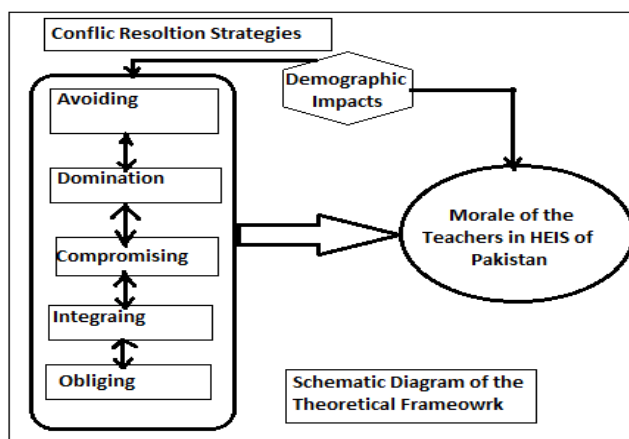 Conflic Resoltion Strategies
Demographic
Impacts
Avoiding
Domination
Compromising
Integraing
Obliging
Morale of the
Teachers in HEIS of
Pakistan
Schematic Diagram of the
Theoretical Frameowrk